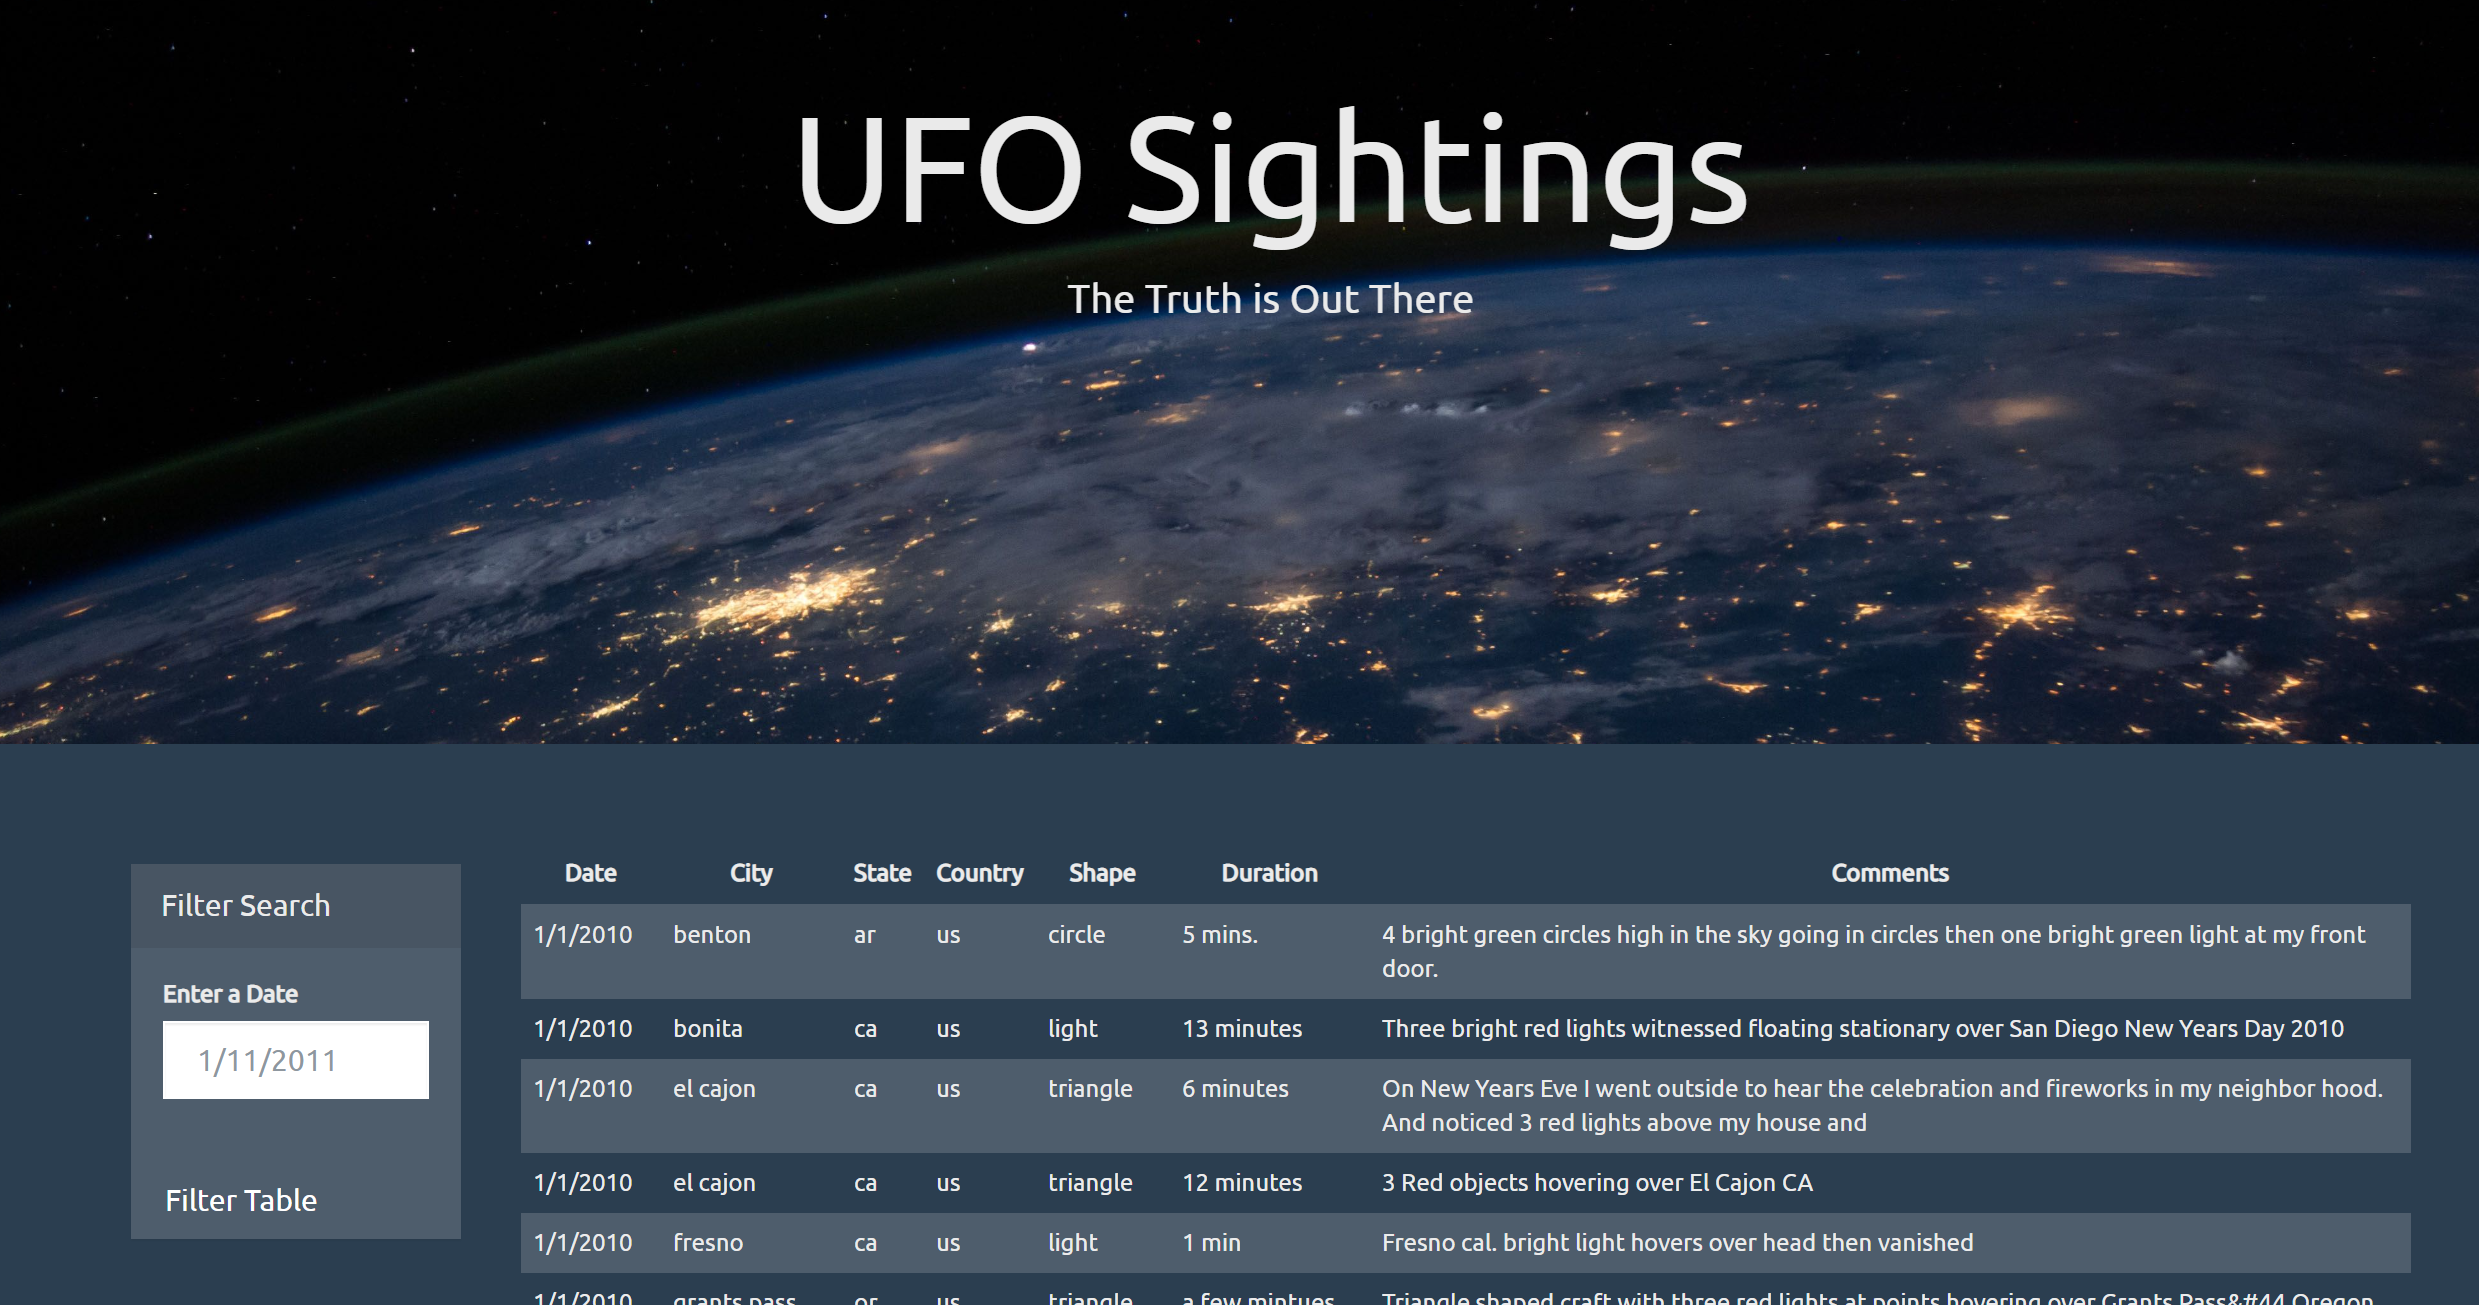 UFO Sightings
The Truth is Out There
Filter Search
Enter a Date
1/11/2011
Filter Table
Date City State Country Shape Duration Comments
1/1/2010 benton ar us circle 5 mins. 4 bright green circles high in the sky going in circles then one bright green light at my front
door.
1/1/2010 bonita ca us light 13 minutes Three bright red lights witnessed floating stationary over San Diego New Years Day 2010
1/1/2010 el cajon ca us triangle 6 minutes On New Years Eve I went outside to hear the celebration and fireworks in my neighbor hood.
And noticed 3 red lights above my house and
1/1/2010 el cajon ca us triangle 12 minutes 3 Red objects hovering over El Cajon CA
1/1/2010 fresno ca us light 1 min Fresno cal. bright light hovers over head then vanished
1/1/2010 grants pass or us triangle a few mintues Triangle shaped craft with three red lights at points hovering over Grants Pass&#44 Oregon